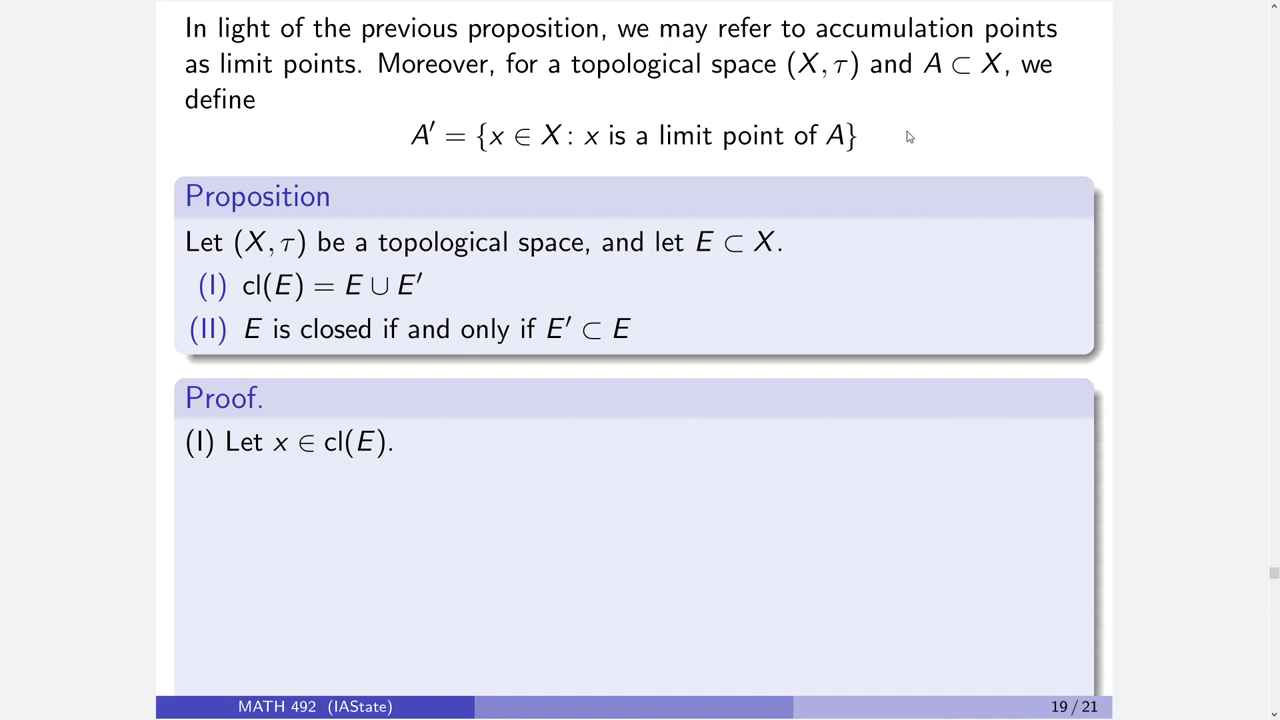 In light of the previous proposition, we may refer to accumulation points
as limit points. Moreover, for a topological space (X, τ) and A ⊂ X, we
define
A′ = {x ∈ X : x is a limit point of A}
Proposition
Let (X, τ) be a topological space, and let E ⊂ X.
(I) cl(E) = E ∪ E′
(II) E is closed if and only if E′ ⊂ E
Proof.
(I) Let x ∈ cl(E).
MATH 492 (IAState)
19 / 21